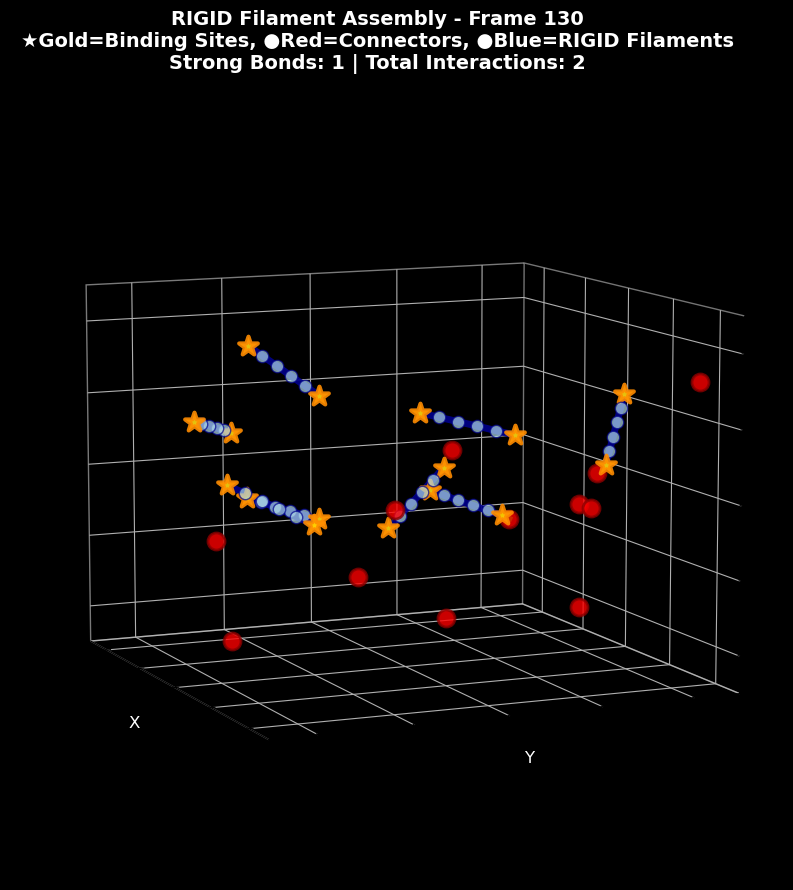 RIGID Filament Assembly - Frame 130
★Gold=Binding Sites, ●Red=Connectors, ●Blue=RIGID Filaments
Strong Bonds: 1 | Total Interactions: 2
X
Y